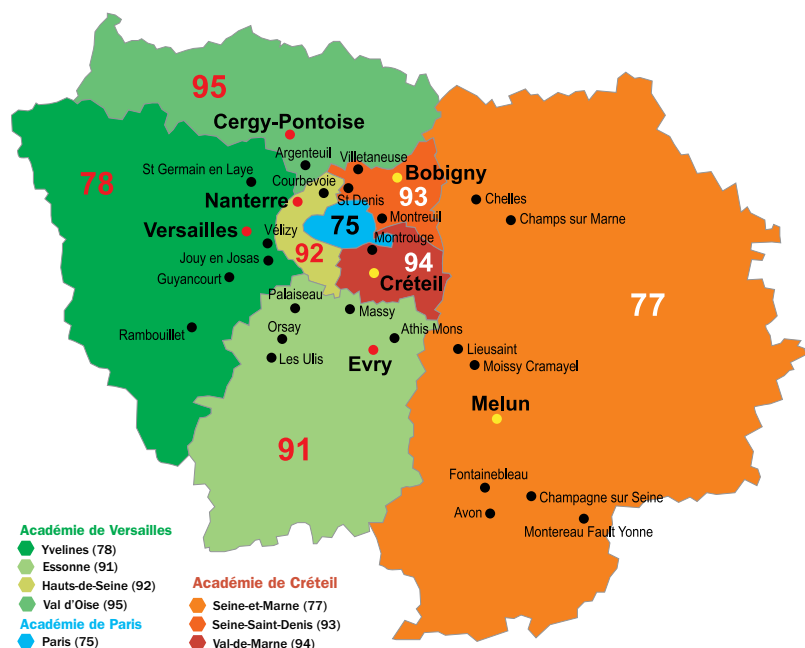 95
Cergy-Pontoise
Argenteuil
Villetaneuse
St Germain en Laye
78
Courbevoie
Bobigny
93
St Denis
Chelles
Nanterre
Champs sur Marne
Montreuil
Versailles
75
Vélizy
Montrouge
92
94
Jouy en Josas
Créteil
Guyancourt
77
Palaiseau
Massy
Rambouillet
Orsay
Athis Mons
Les Ulis
Evry
Lieusaint
Moissy Cramayel
Melun
91
Fontainebleau
Champagne sur Seine
Avon
Montereau Fault Yonne
Académie de Versailles
Yvelines (78)
Essonne (91)
Hauts-de-Seine (92)
Val d'Oise (95)
Académie de Paris
Paris (75)
Académie de Créteil
Seine-et-Marne (77)
Seine-Saint-Denis (93)
Val-de-Marne (94)